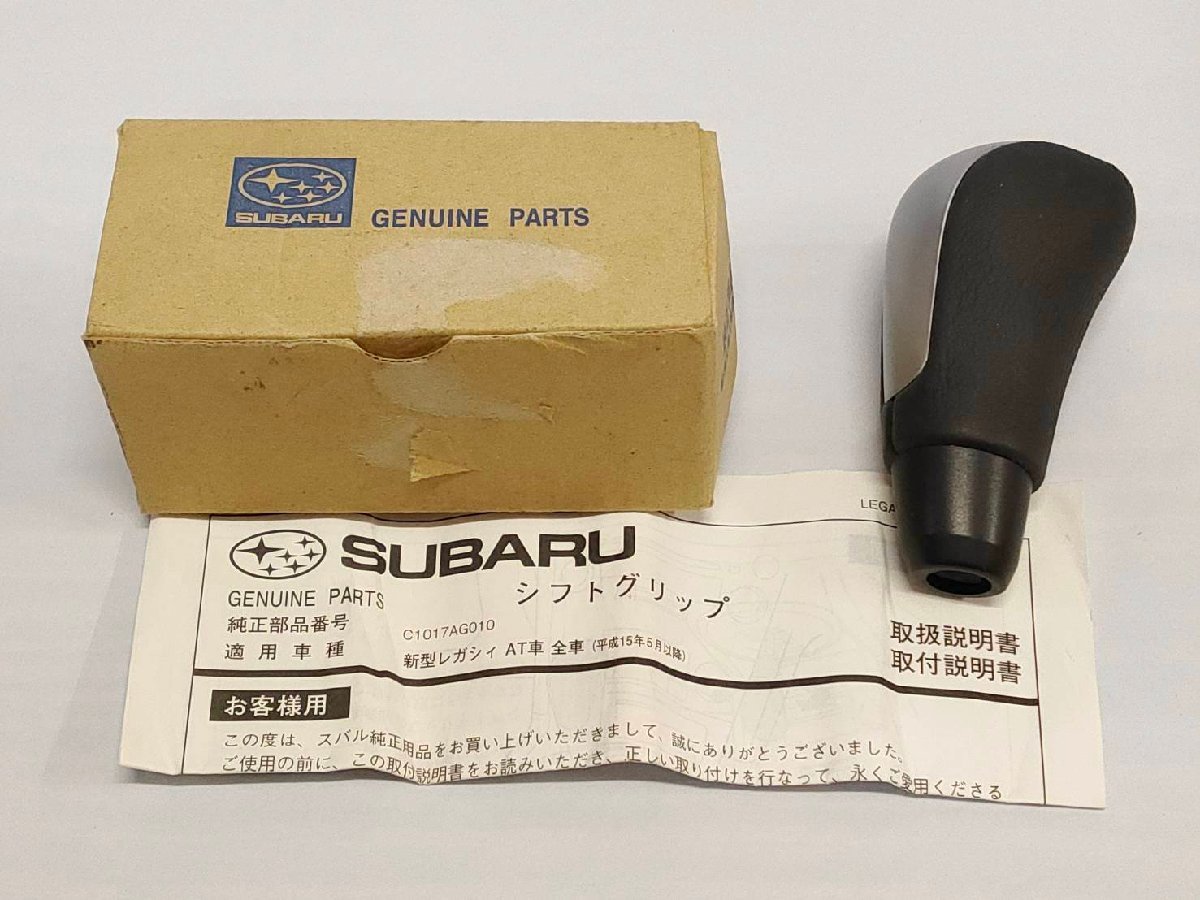 SUBARU GENUINE PARTS
LEGA
SUBARU
GENUINE PARTS
シフトグリップ
純正部品番号 C1017AG010
適用車種 新型レガシィ AT車 全車 (平成15年5月以降)
取扱説明書
取付説明書
お客様用
この度は、スバル純正用品をお買い上げいただきまして、誠にありがとうございました。
ご使用の前に、この取付説明書をお読みいただき、正しい取り付けを行なって、永くご愛用くださる